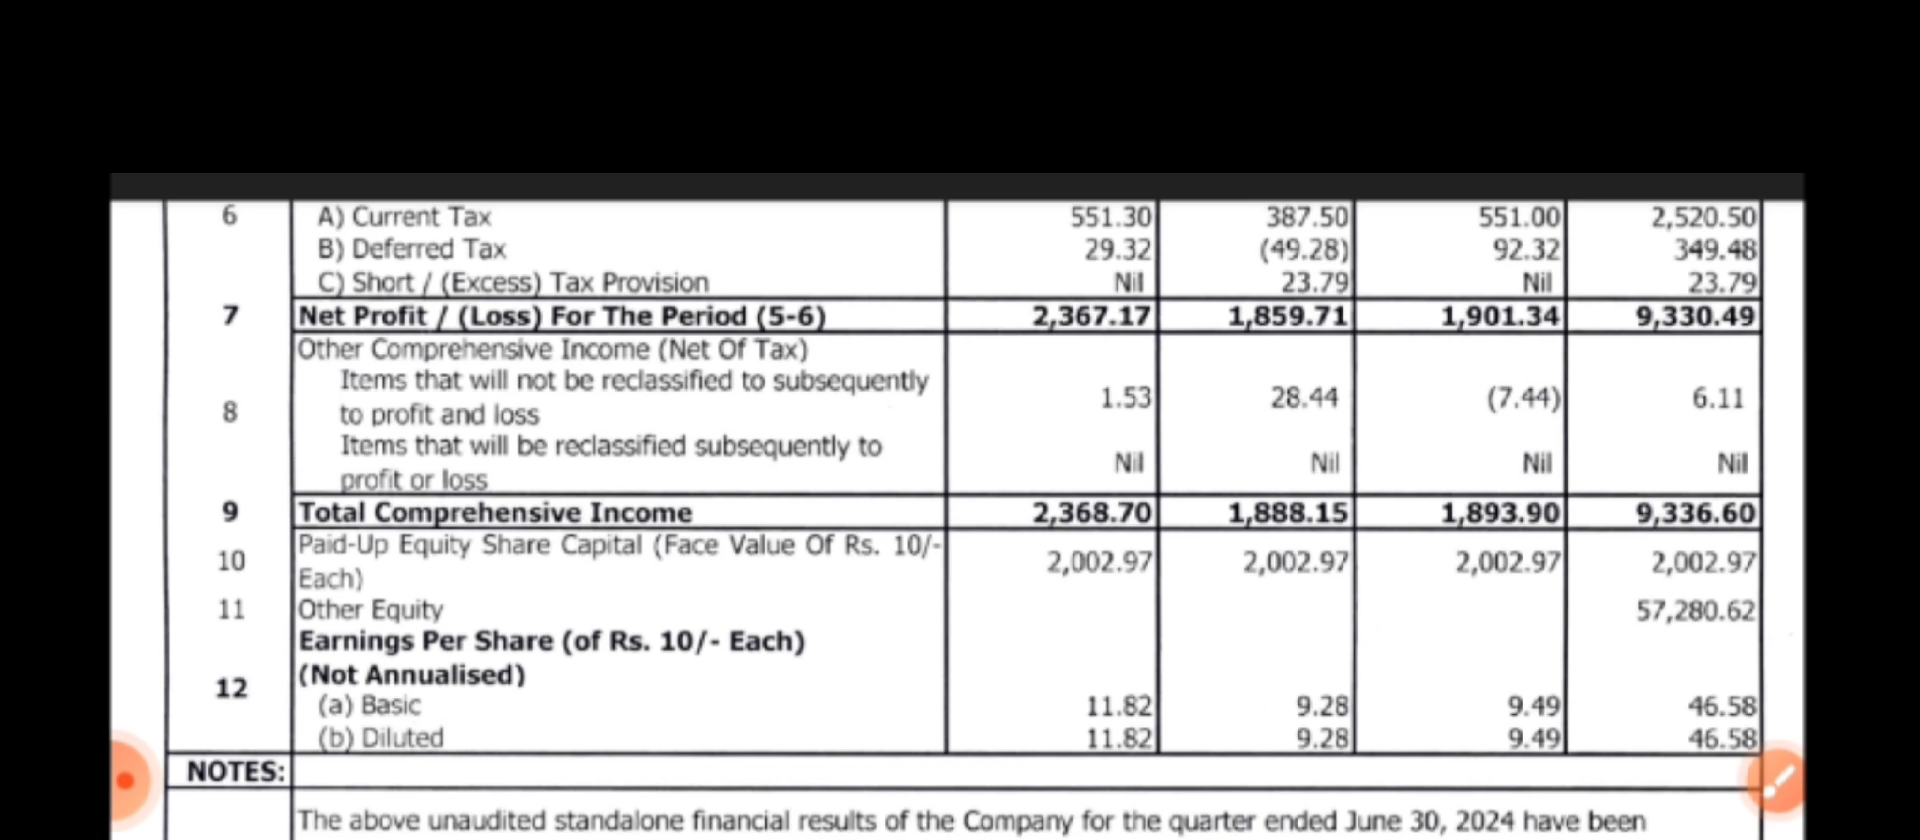 6 A) Current Tax 551.30 387.50 551.00 2,520.50
B) Deferred Tax 29.32 (49.28) 92.32 349.48
C) Short / (Excess) Tax Provision Nil 23.79 Nil 23.79
7 Net Profit / (Loss) For The Period (5-6) 2,367.17 1,859.71 1,901.34 9,330.49
Other Comprehensive Income (Net Of Tax)
Items that will not be reclassified to subsequently
8 to profit and loss 1.53 28.44 (7.44) 6.11
Items that will be reclassified subsequently to
profit or loss Nil Nil Nil Nil
9 Total Comprehensive Income 2,368.70 1,888.15 1,893.90 9,336.60
10 Paid-Up Equity Share Capital (Face Value Of Rs. 10/-
Each) 2,002.97 2,002.97 2,002.97 2,002.97
11 Other Equity 57,280.62
Earnings Per Share (of Rs. 10/- Each)
12 (Not Annualised)
(a) Basic 11.82 9.28 9.49 46.58
(b) Diluted 11.82 9.28 9.49 46.58
NOTES:
The above unaudited standalone financial results of the Company for the quarter ended June 30, 2024 have been